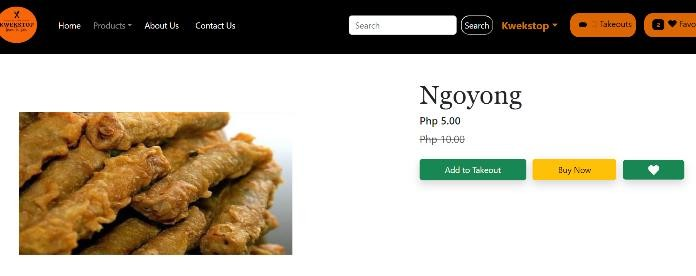 KWEKSTOP
Home Products About Us Contact Us Search Search Kwekstop Takeouts 2 Favo
Ngoyong
Php 5.00
Php 10.00
Add to Takeout Buy Now